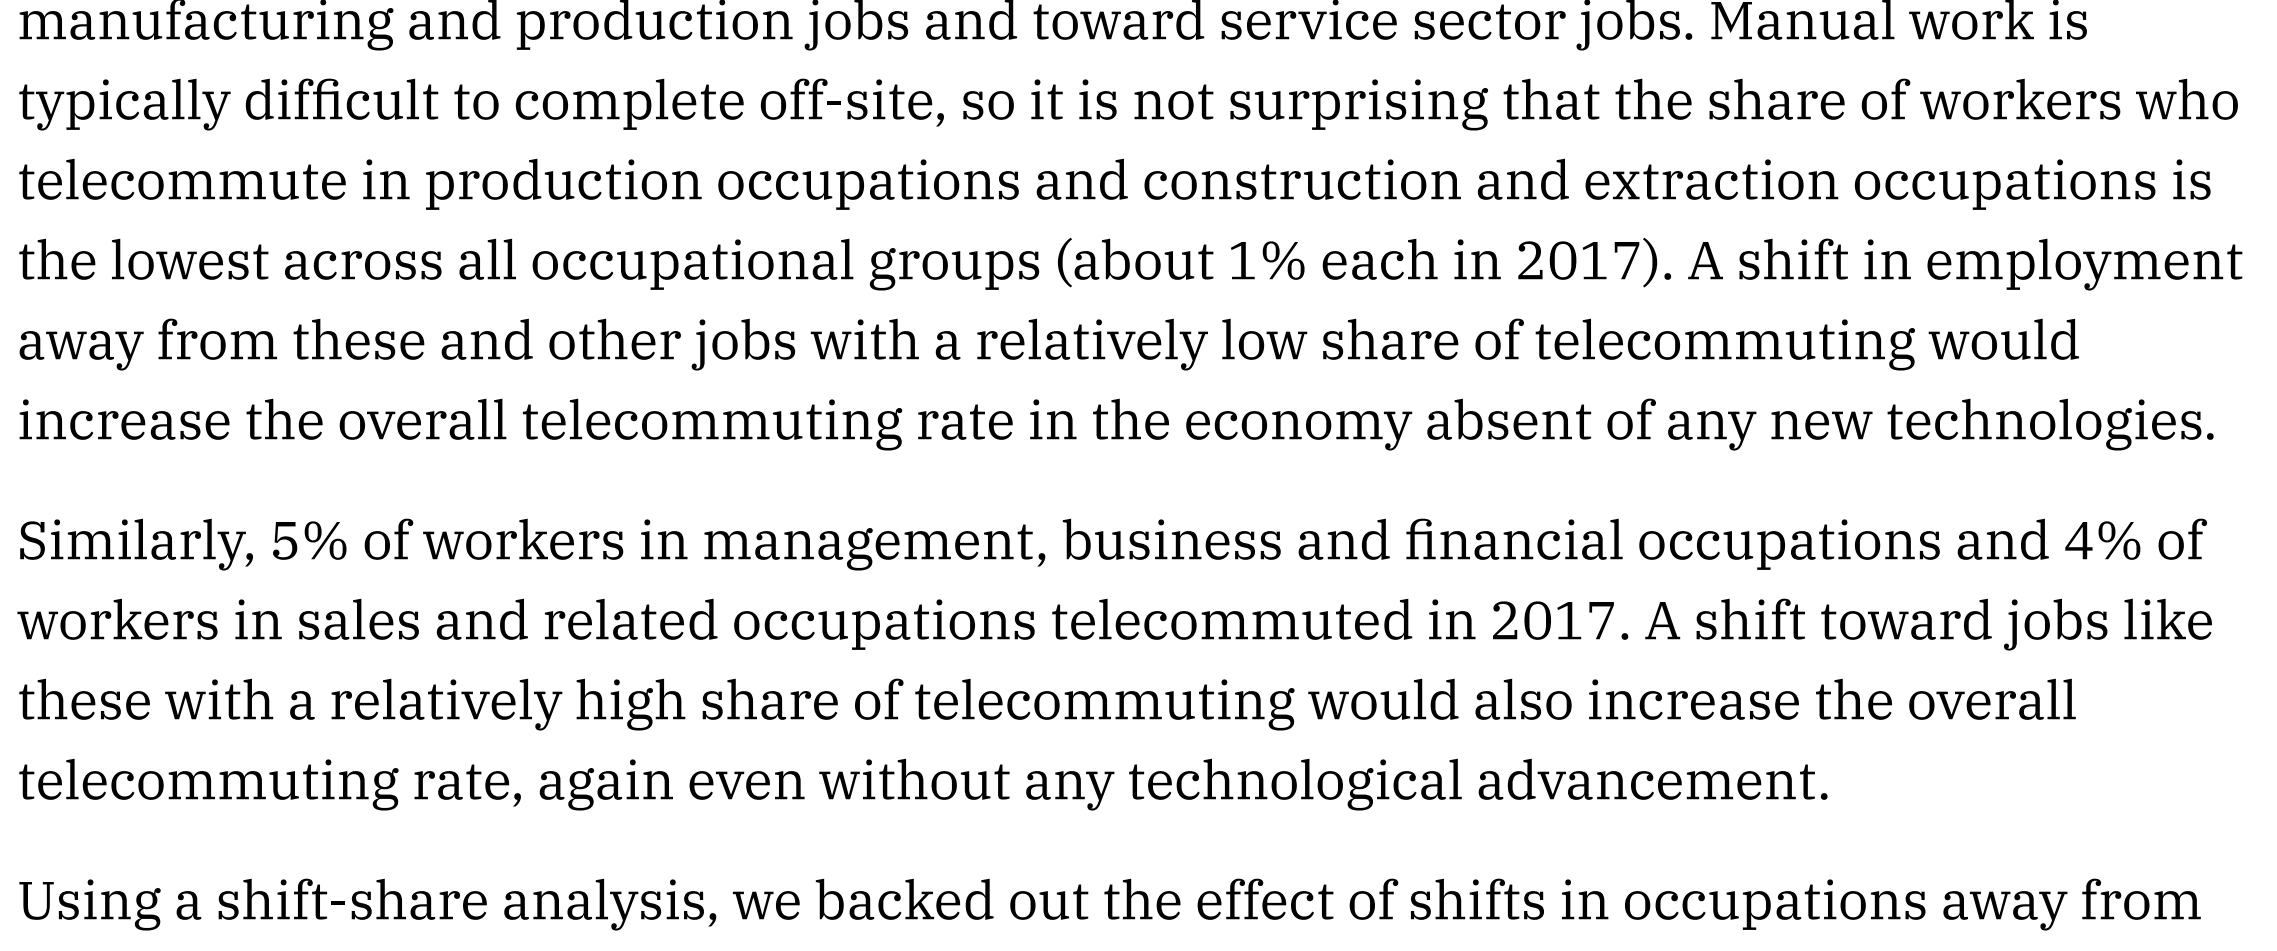 manufacturing and production jobs and toward service sector jobs. Manual work is
typically difficult to complete off-site, so it is not surprising that the share of workers who
telecommute in production occupations and construction and extraction occupations is
the lowest across all occupational groups (about 1% each in 2017). A shift in employment
away from these and other jobs with a relatively low share of telecommuting would
increase the overall telecommuting rate in the economy absent of any new technologies.
Similarly, 5% of workers in management, business and financial occupations and 4% of
workers in sales and related occupations telecommuted in 2017. A shift toward jobs like
these with a relatively high share of telecommuting would also increase the overall
telecommuting rate, again even without any technological advancement.
Using a shift-share analysis, we backed out the effect of shifts in occupations away from